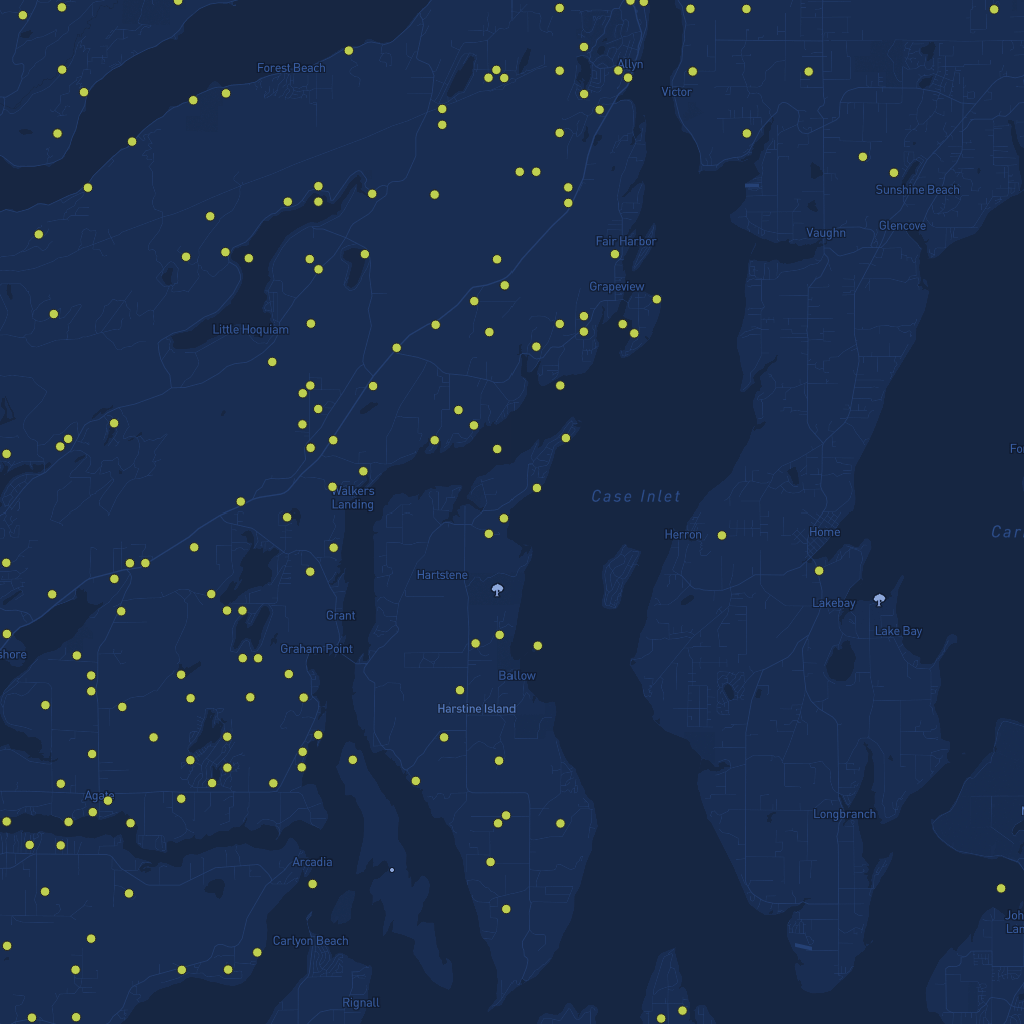 Allyn
Forest Beach
Victor
Sunshine Beach
Glencove
Vaughn
Fair Harbor
Grapeview
Little Hoquiam
Walkers
Landing
Case Inlet
Herron
Home
Hartstene
Lakebay
Grant
Lake Bay
Graham Point
Ballow
Harstine Island
Agate
Longbranch
Arcadia
Carlyon Beach
Rignall